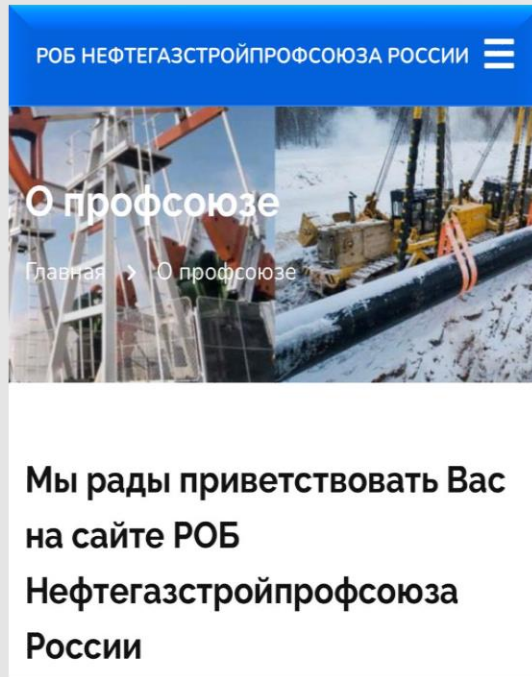 РОБ НЕФТЕГАЗСТРОЙПРОФСОЮЗА РОССИИ
О профсоюзе
Главная > О профсоюзе
Мы рады приветствовать Вас
на сайте РОБ
Нефтегазстройпрофсоюза
России